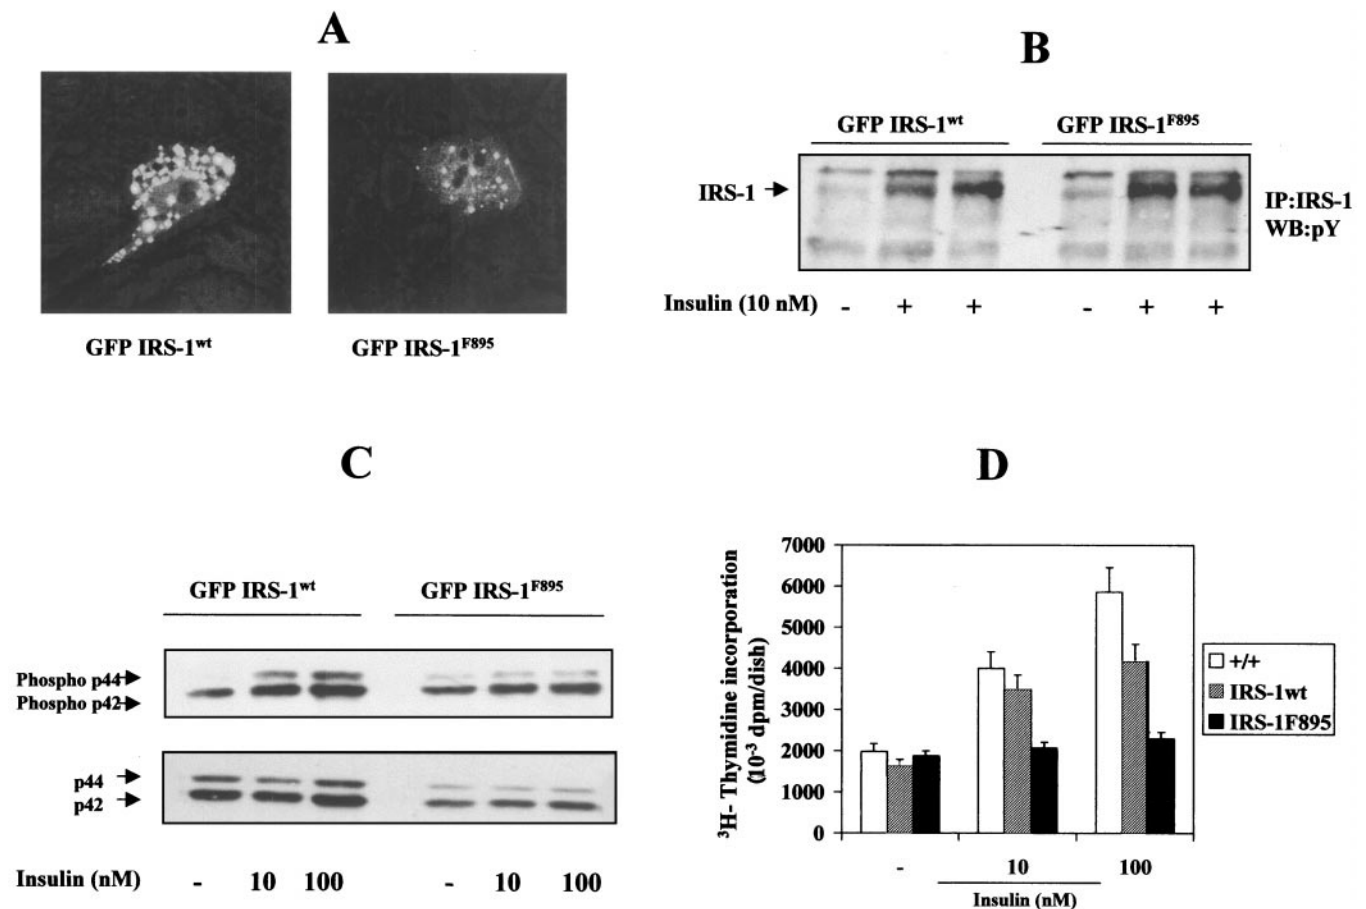 A
GFP IRS-1wt
GFP IRS-1F895
B
GFP IRS-1wt
GFP IRS-1F895
IRS-1
IP:IRS-1
WB:pY
Insulin (10 nM) - + + - + +
C
GFP IRS-1wt
GFP IRS-1F895
Phospho p44
Phospho p42
p44
p42
Insulin (nM) - 10 100 - 10 100
D
3H- Thymidine incorporation
(10-3 dpm/dish)
7000
6000
5000
4000
3000
2000
1000
0
+/+
IRS-1wt
IRS-1F895
- 10 100
Insulin (nM)